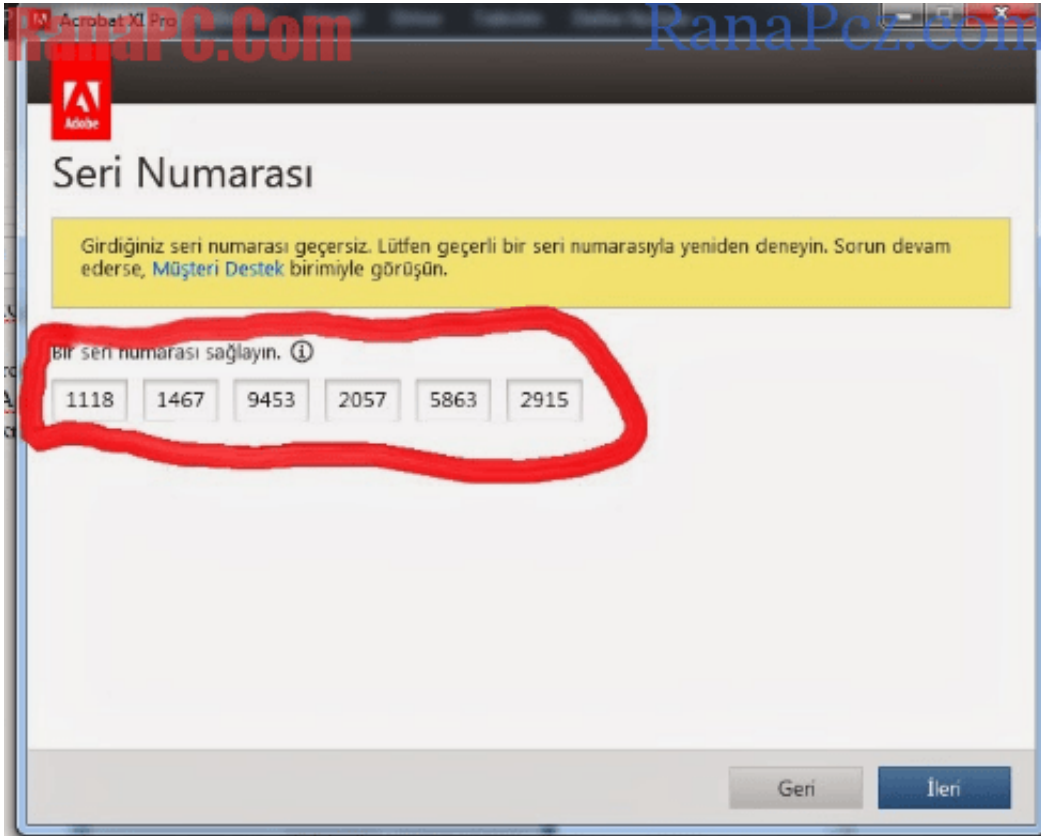 Acrobat XI Pro
RanaPC.Com
RanaPcz.com
Adobe
Seri Numarası
Girdiğiniz seri numarası geçersiz. Lütfen geçerli bir seri numarasıyla yeniden deneyin. Sorun devam
ederse, Müşteri Destek birimiyle görüşün.
Bir seri numarası sağlayın.
1118 1467 9453 2057 5863 2915
Geri İleri